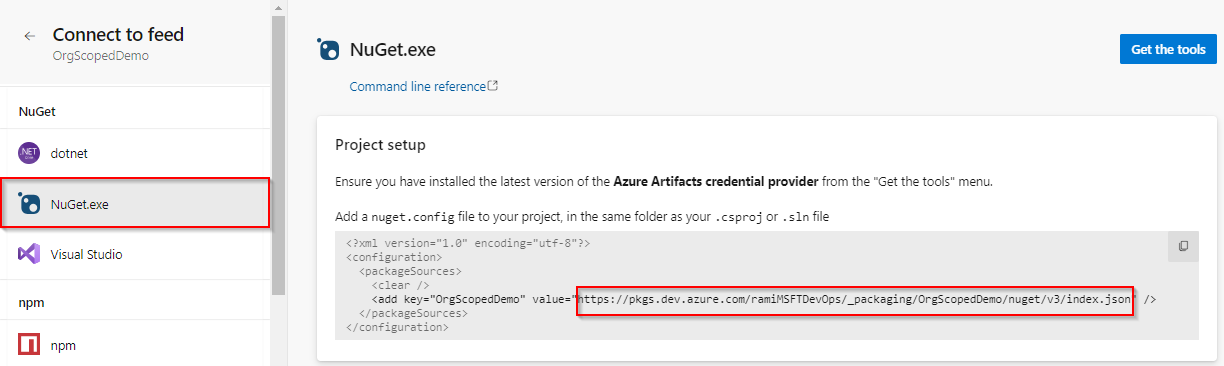 Connect to feed
OrgScopedDemo
NuGet
NET
dotnet
NuGet.exe
Visual Studio
npm
npm
NuGet.exe
Get the tools
Command line reference
Project setup
Ensure you have installed the latest version of the Azure Artifacts credential provider from the "Get the tools" menu.
Add a nuget.config file to your project, in the same folder as your .csproj or .sln file
<?xml version="1.0" encoding="utf-8"?>
<configuration>
<packageSources>
<clear />
<add key="OrgScopedDemo" value="https://pkgs.dev.azure.com/ramiMSFTDevOps/_packaging/OrgScopedDemo/nuget/v3/index.json" />
</packageSources>
</configuration>